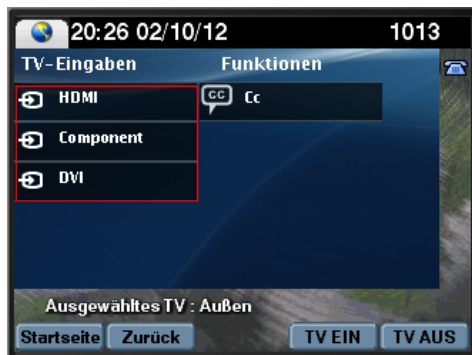 20:26 02/10/12 1013
TV-Eingaben Funktionen
HDMI CC Cc
Component
DVI
Ausgewähltes TV : Außen
Startseite Zurück TV EIN TV AUS